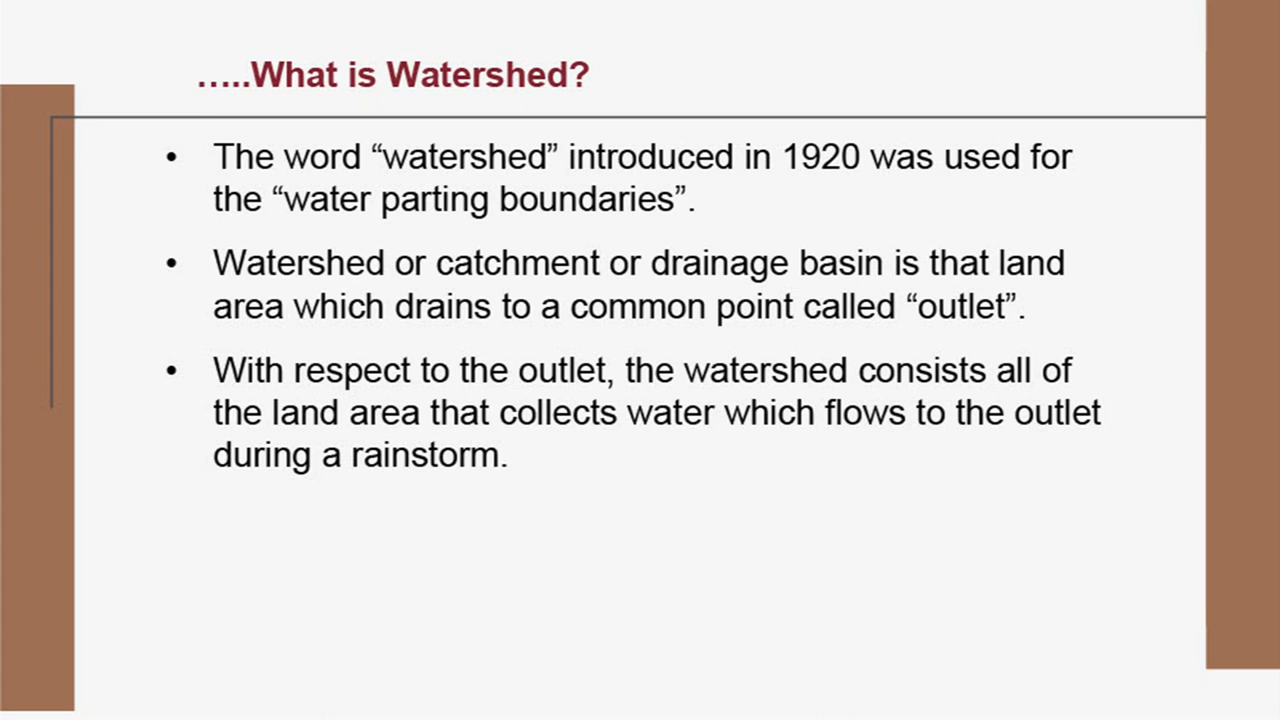 …..What is Watershed?
• The word “watershed” introduced in 1920 was used for
the “water parting boundaries”.
• Watershed or catchment or drainage basin is that land
area which drains to a common point called “outlet”.
• With respect to the outlet, the watershed consists all of
the land area that collects water which flows to the outlet
during a rainstorm.